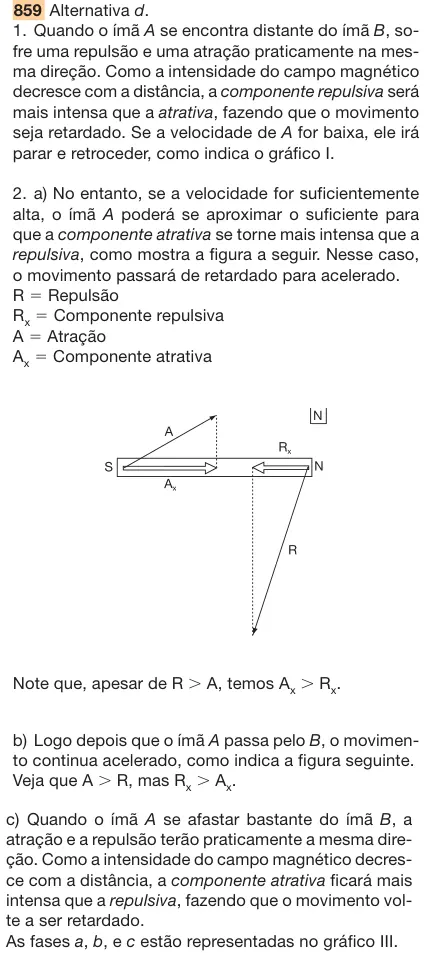 859 Alternativa d.
1. Quando o ímã A se encontra distante do ímã B, so-
fre uma repulsão e uma atração praticamente na mes-
ma direção. Como a intensidade do campo magnético
decresce com a distância, a componente repulsiva será
mais intensa que a atrativa, fazendo que o movimento
seja retardado. Se a velocidade de A for baixa, ele irá
parar e retroceder, como indica o gráfico I.
2. a) No entanto, se a velocidade for suficientemente
alta, o ímã A poderá se aproximar o suficiente para
que a componente atrativa se torne mais intensa que a
repulsiva, como mostra a figura a seguir. Nesse caso,
o movimento passará de retardado para acelerado.
R = Repulsão
Rx = Componente repulsiva
A = Atração
Ax = Componente atrativa
N
A
Rx
S
N
Ax
R
Note que, apesar de R > A, temos Ax > Rx.
b) Logo depois que o ímã A passa pelo B, o movimen-
to continua acelerado, como indica a figura seguinte.
Veja que A > R, mas Rx > Ax.
c) Quando o ímã A se afastar bastante do ímã B, a
atração e a repulsão terão praticamente a mesma dire-
ção. Como a intensidade do campo magnético decres-
ce com a distância, a componente atrativa ficará mais
intensa que a repulsiva, fazendo que o movimento vol-
te a ser retardado.
As fases a, b, e c estão representadas no gráfico III.